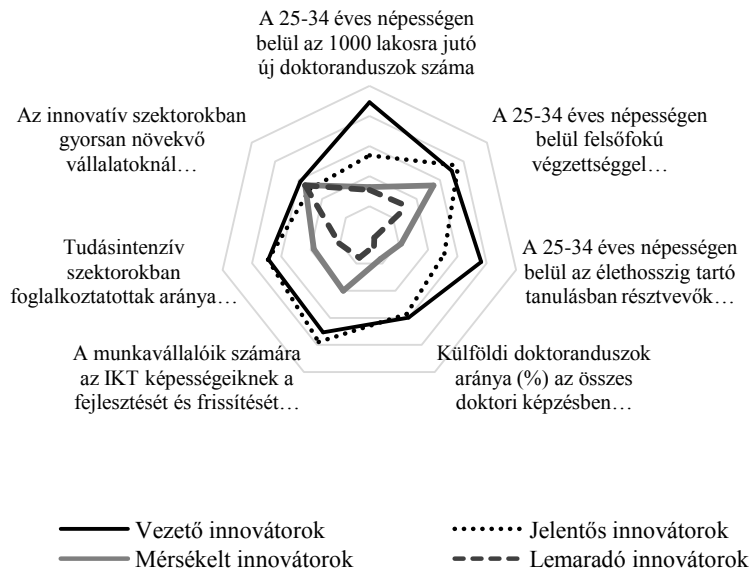 A 25-34 éves népességen
belül az 1000 lakosra jutó
új doktoranduszok száma
A 25-34 éves népességen
belül felsőfokú
végzettséggel…
A 25-34 éves népességen
belül az élethosszig tartó
tanulásban résztvevők…
Külföldi doktoranduszok
aránya (%) az összes
doktori képzésben…
A munkavállalóik számára
az IKT képességeiknek a
fejlesztését és frissítését…
Tudásintenzív
szektorokban
foglalkoztatottak aránya…
Az innovatív szektorokban
gyorsan növekvő
vállalatoknál…
Vezető innovátorok
Jelentős innovátorok
Mérsékelt innovátorok
Lemaradó innovátorok